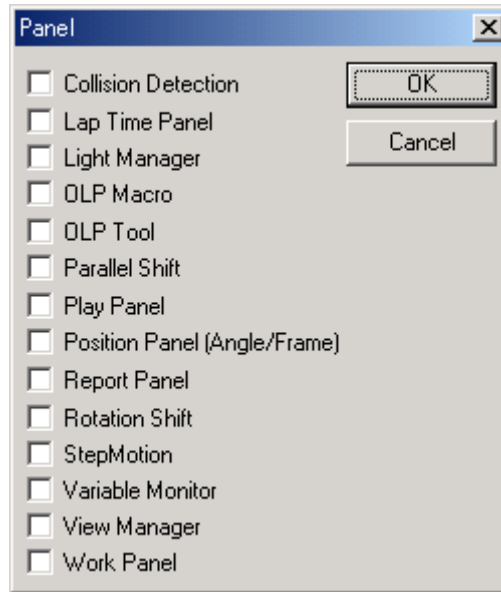 Panel
Collision Detection
OK
Lap Time Panel
Cancel
Light Manager
OLP Macro
OLP Tool
Parallel Shift
Play Panel
Position Panel (Angle/Frame)
Report Panel
Rotation Shift
StepMotion
Variable Monitor
View Manager
Work Panel